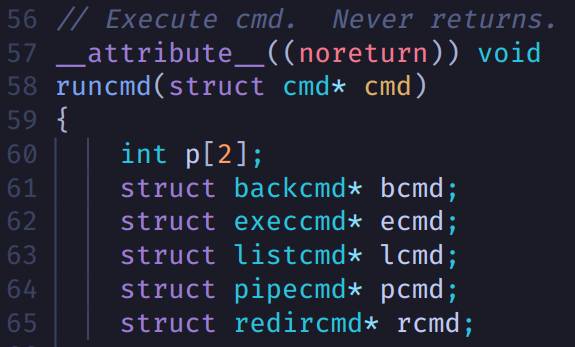 56 // Execute cmd.  Never returns.
57 __attribute__((noreturn)) void
58 runcmd(struct cmd* cmd)
59 {
60     int p[2];
61     struct backcmd* bcmd;
62     struct execcmd* ecmd;
63     struct listcmd* lcmd;
64     struct pipecmd* pcmd;
65     struct redircmd* rcmd;